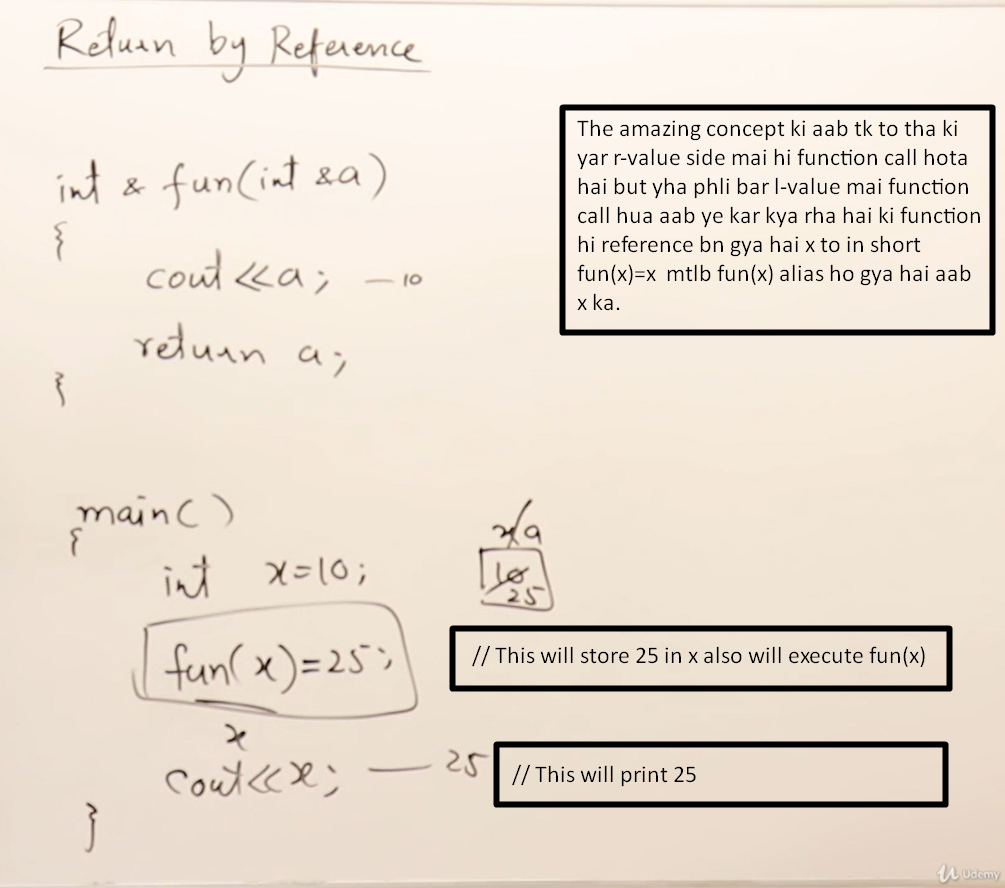 Return by Reference
int & fun(int &a)
{
cout<<a; — 10
return a;
}
The amazing concept ki aab tk to tha ki
yar r-value side mai hi function call hota
hai but yha phli bar l-value mai function
call hua aab ye kar kya rha hai ki function
hi reference bn gya hai x to in short
fun(x)=x mtlb fun(x) alias ho gya hai aab
x ka.
main()
{
int x=10;
x/a
10
25
fun(x)=25;
// This will store 25 in x also will execute fun(x)
x
cout<<x; — 25
// This will print 25
}
Udemy